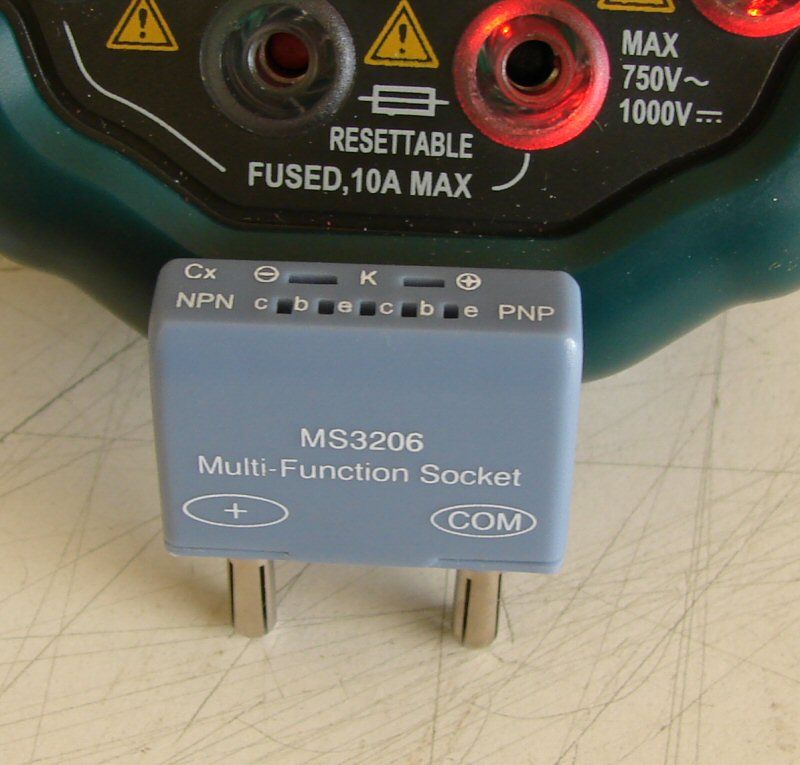 MAX
750V~
1000V⎓
RESETTABLE
FUSED,10A MAX
Cx ⊖ K ⊕
NPN c b e c b e PNP
MS3206
Multi-Function Socket
+ COM